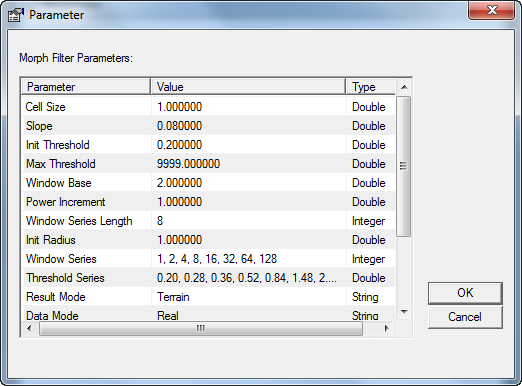 Parameter
Morph Filter Parameters:
Parameter Value Type
Cell Size 1.000000 Double
Slope 0.080000 Double
Init Threshold 0.200000 Double
Max Threshold 9999.000000 Double
Window Base 2.000000 Double
Power Increment 1.000000 Double
Window Series Length 8 Integer
Init Radius 1.000000 Double
Window Series 1, 2, 4, 8, 16, 32, 64, 128 Integer
Threshold Series 0.20, 0.28, 0.36, 0.52, 0.84, 1.48, 2.... Double
Result Mode Terrain String
Data Mode Real String
OK
Cancel